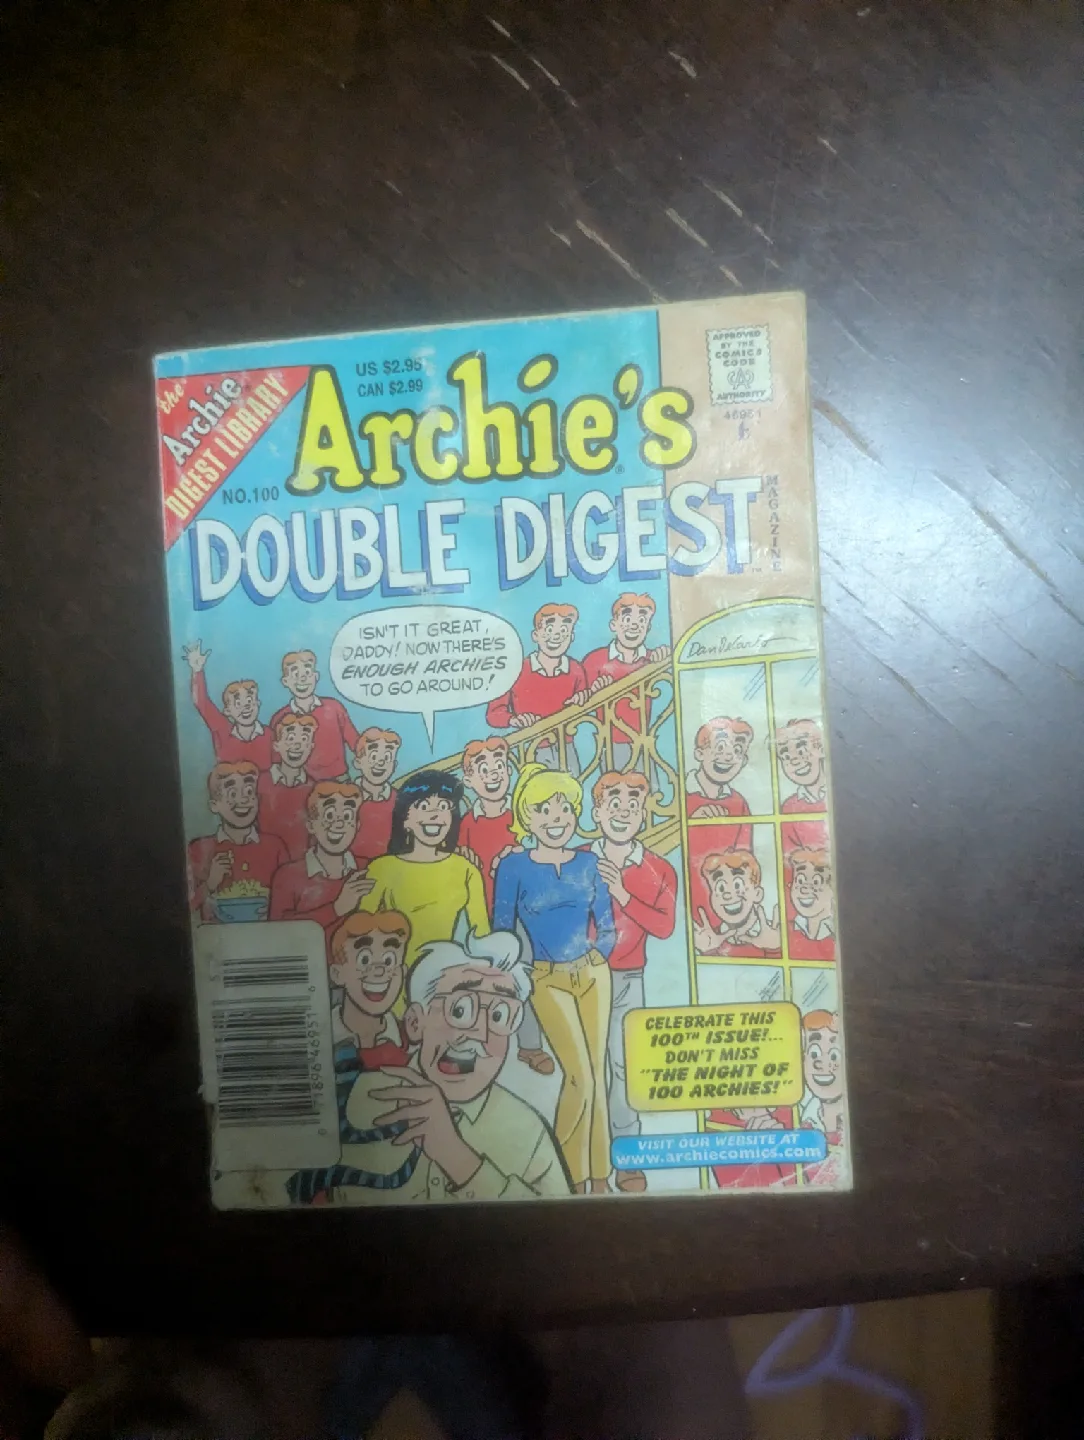 the
Archie
DIGEST LIBRARY
US $2.95
CAN $2.99
NO.100
Archie's
DOUBLE DIGEST
MAGAZINE
APPROVED
BY THE
COMICS
CODE
AUTHORITY
ISN'T IT GREAT,
DADDY! NOW THERE'S
ENOUGH ARCHIES
TO GO AROUND!
Dan DeCarlo
CELEBRATE THIS
100TH ISSUE!...
DON'T MISS
"THE NIGHT OF
100 ARCHIES!"
VISIT OUR WEBSITE AT
www.archiecomics.com